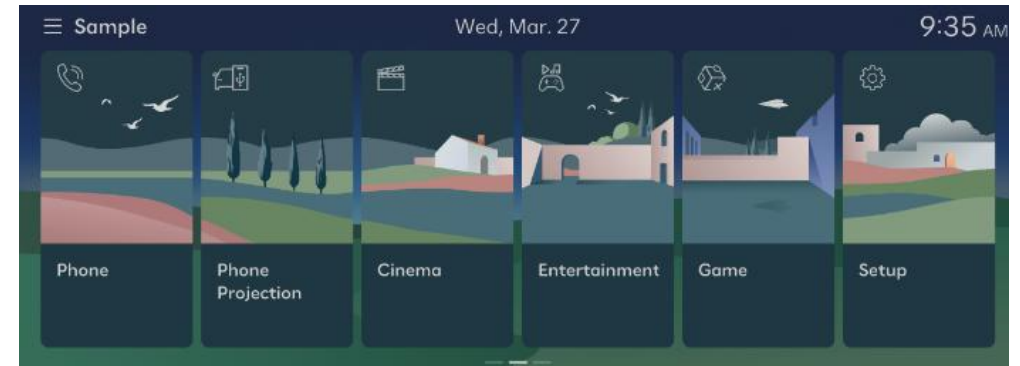 Sample
Wed, Mar. 27
9:35 AM
Phone
Phone
Projection
Cinema
Entertainment
Game
Setup